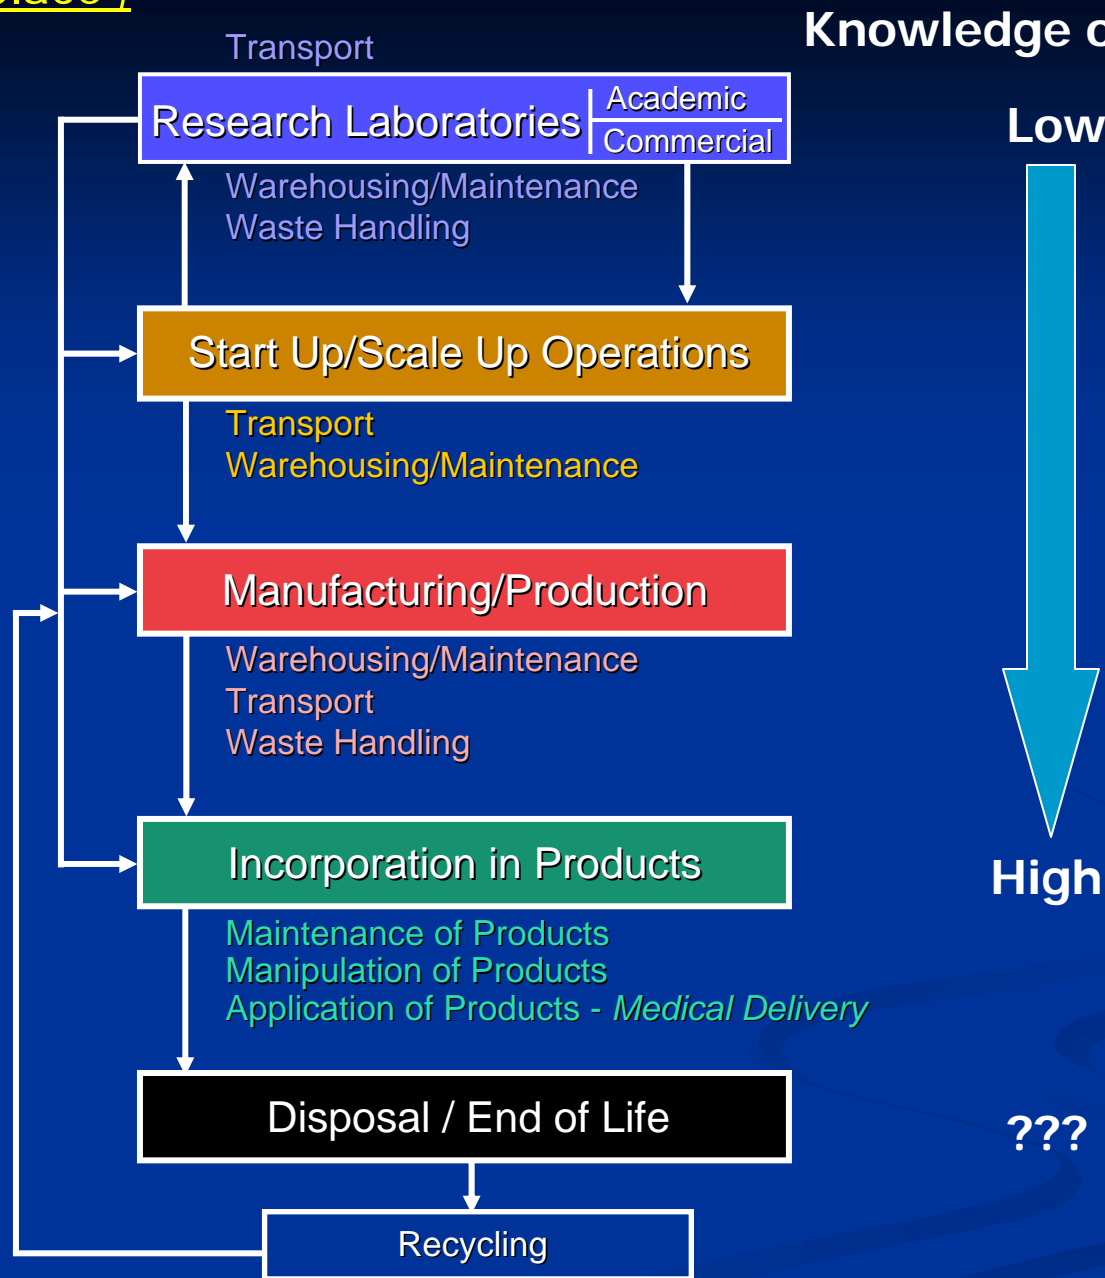 Knowledge
Transport
Research Laboratories
Academic
Commercial
Low
Warehousing/Maintenance
Waste Handling
Start Up/Scale Up Operations
Transport
Warehousing/Maintenance
Manufacturing/Production
Warehousing/Maintenance
Transport
Waste Handling
Incorporation in Products
High
Maintenance of Products
Manipulation of Products
Application of Products - Medical Delivery
Disposal / End of Life
???
Recycling